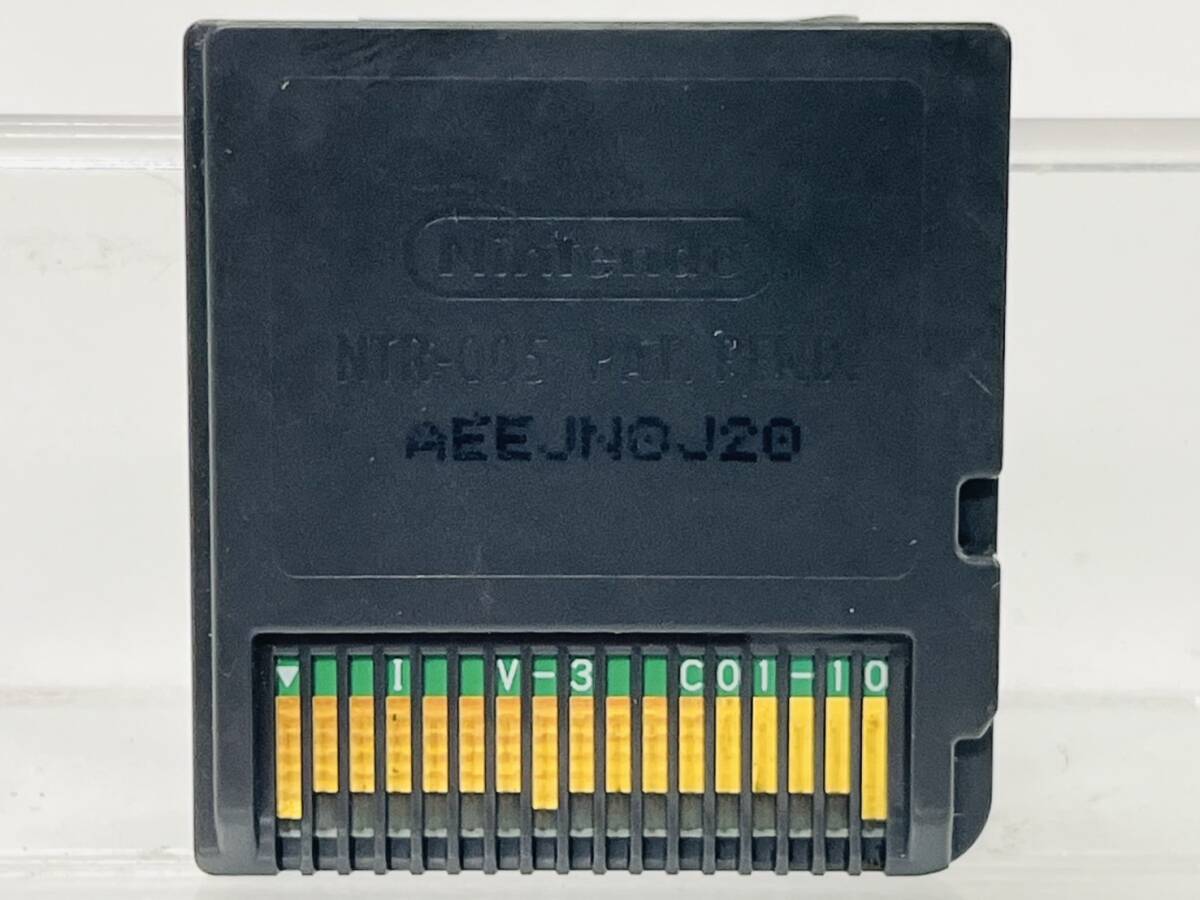 Nintendo
NTR-005 PAT. PEND.
AEEJN0J20
▼ I V-3 C01-10